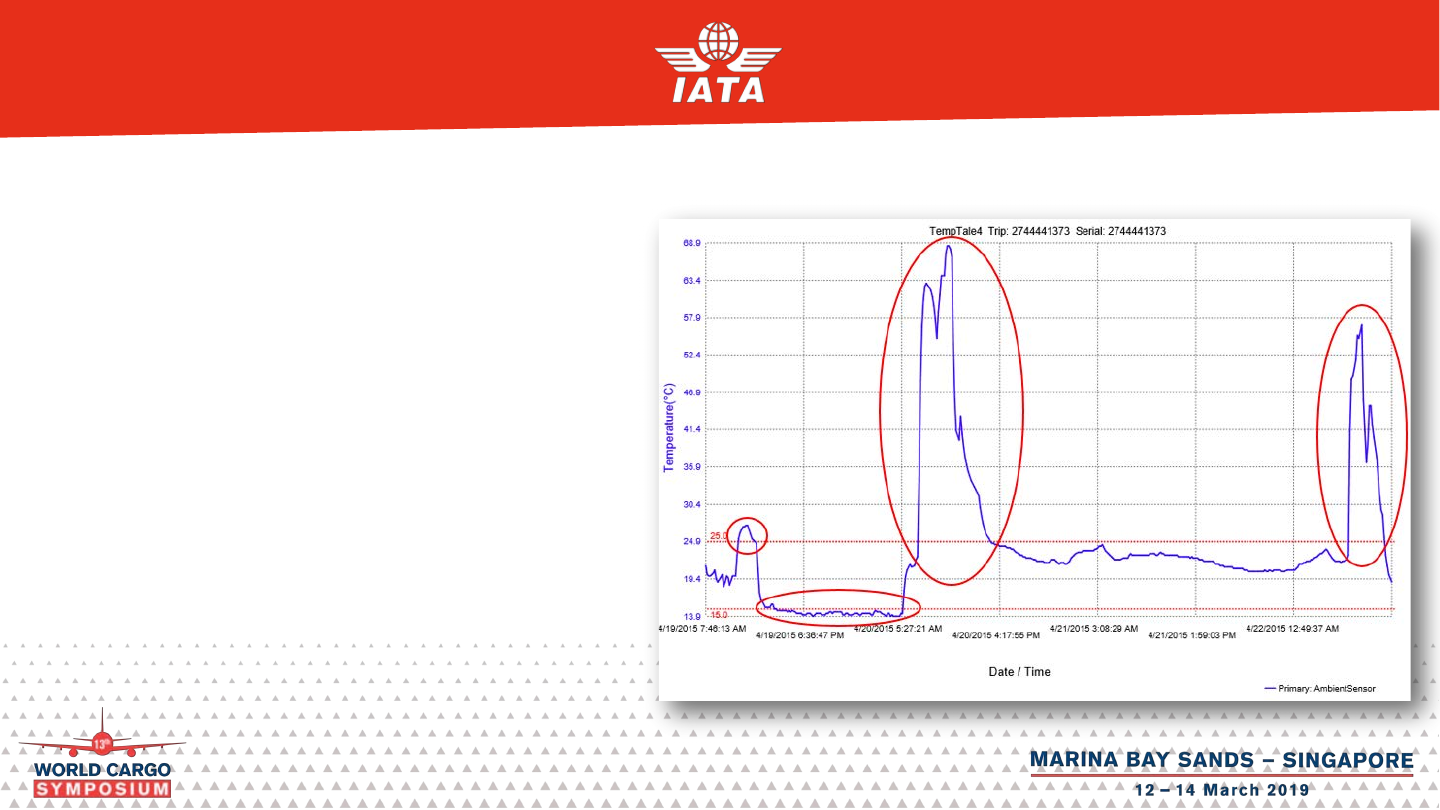 IATA
TempTale4 Trip: 2744441373 Serial: 2744441373
68.9
63.4
57.9
52.4
46.9
41.4
35.9
30.4
25.0
24.9
19.4
15.0
13.9
Temperature(°C)
4/19/2015 7:46:13 AM
4/19/2015 6:36:47 PM
4/20/2015 5:27:21 AM
4/20/2015 4:17:55 PM
4/21/2015 3:08:29 AM
4/21/2015 1:59:03 PM
4/22/2015 12:49:37 AM
Date / Time
Primary: AmbientSensor
13th
WORLD CARGO
SYMPOSIUM
MARINA BAY SANDS – SINGAPORE
12 – 14 March 2019